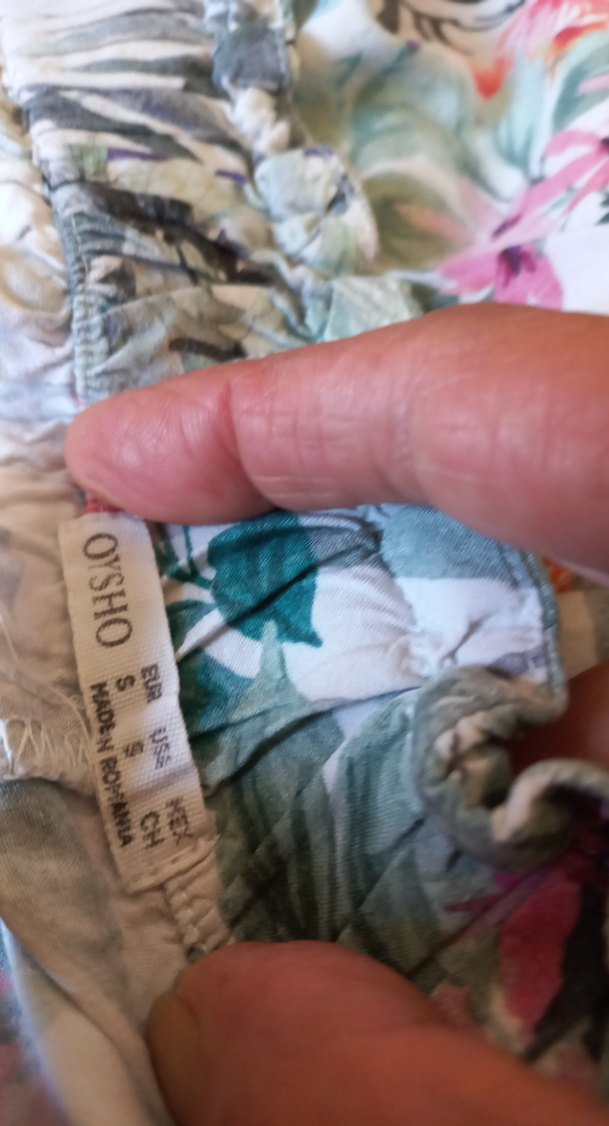 OYSHO
EUR USA MEX
S S CH
MADE IN ROMANIA